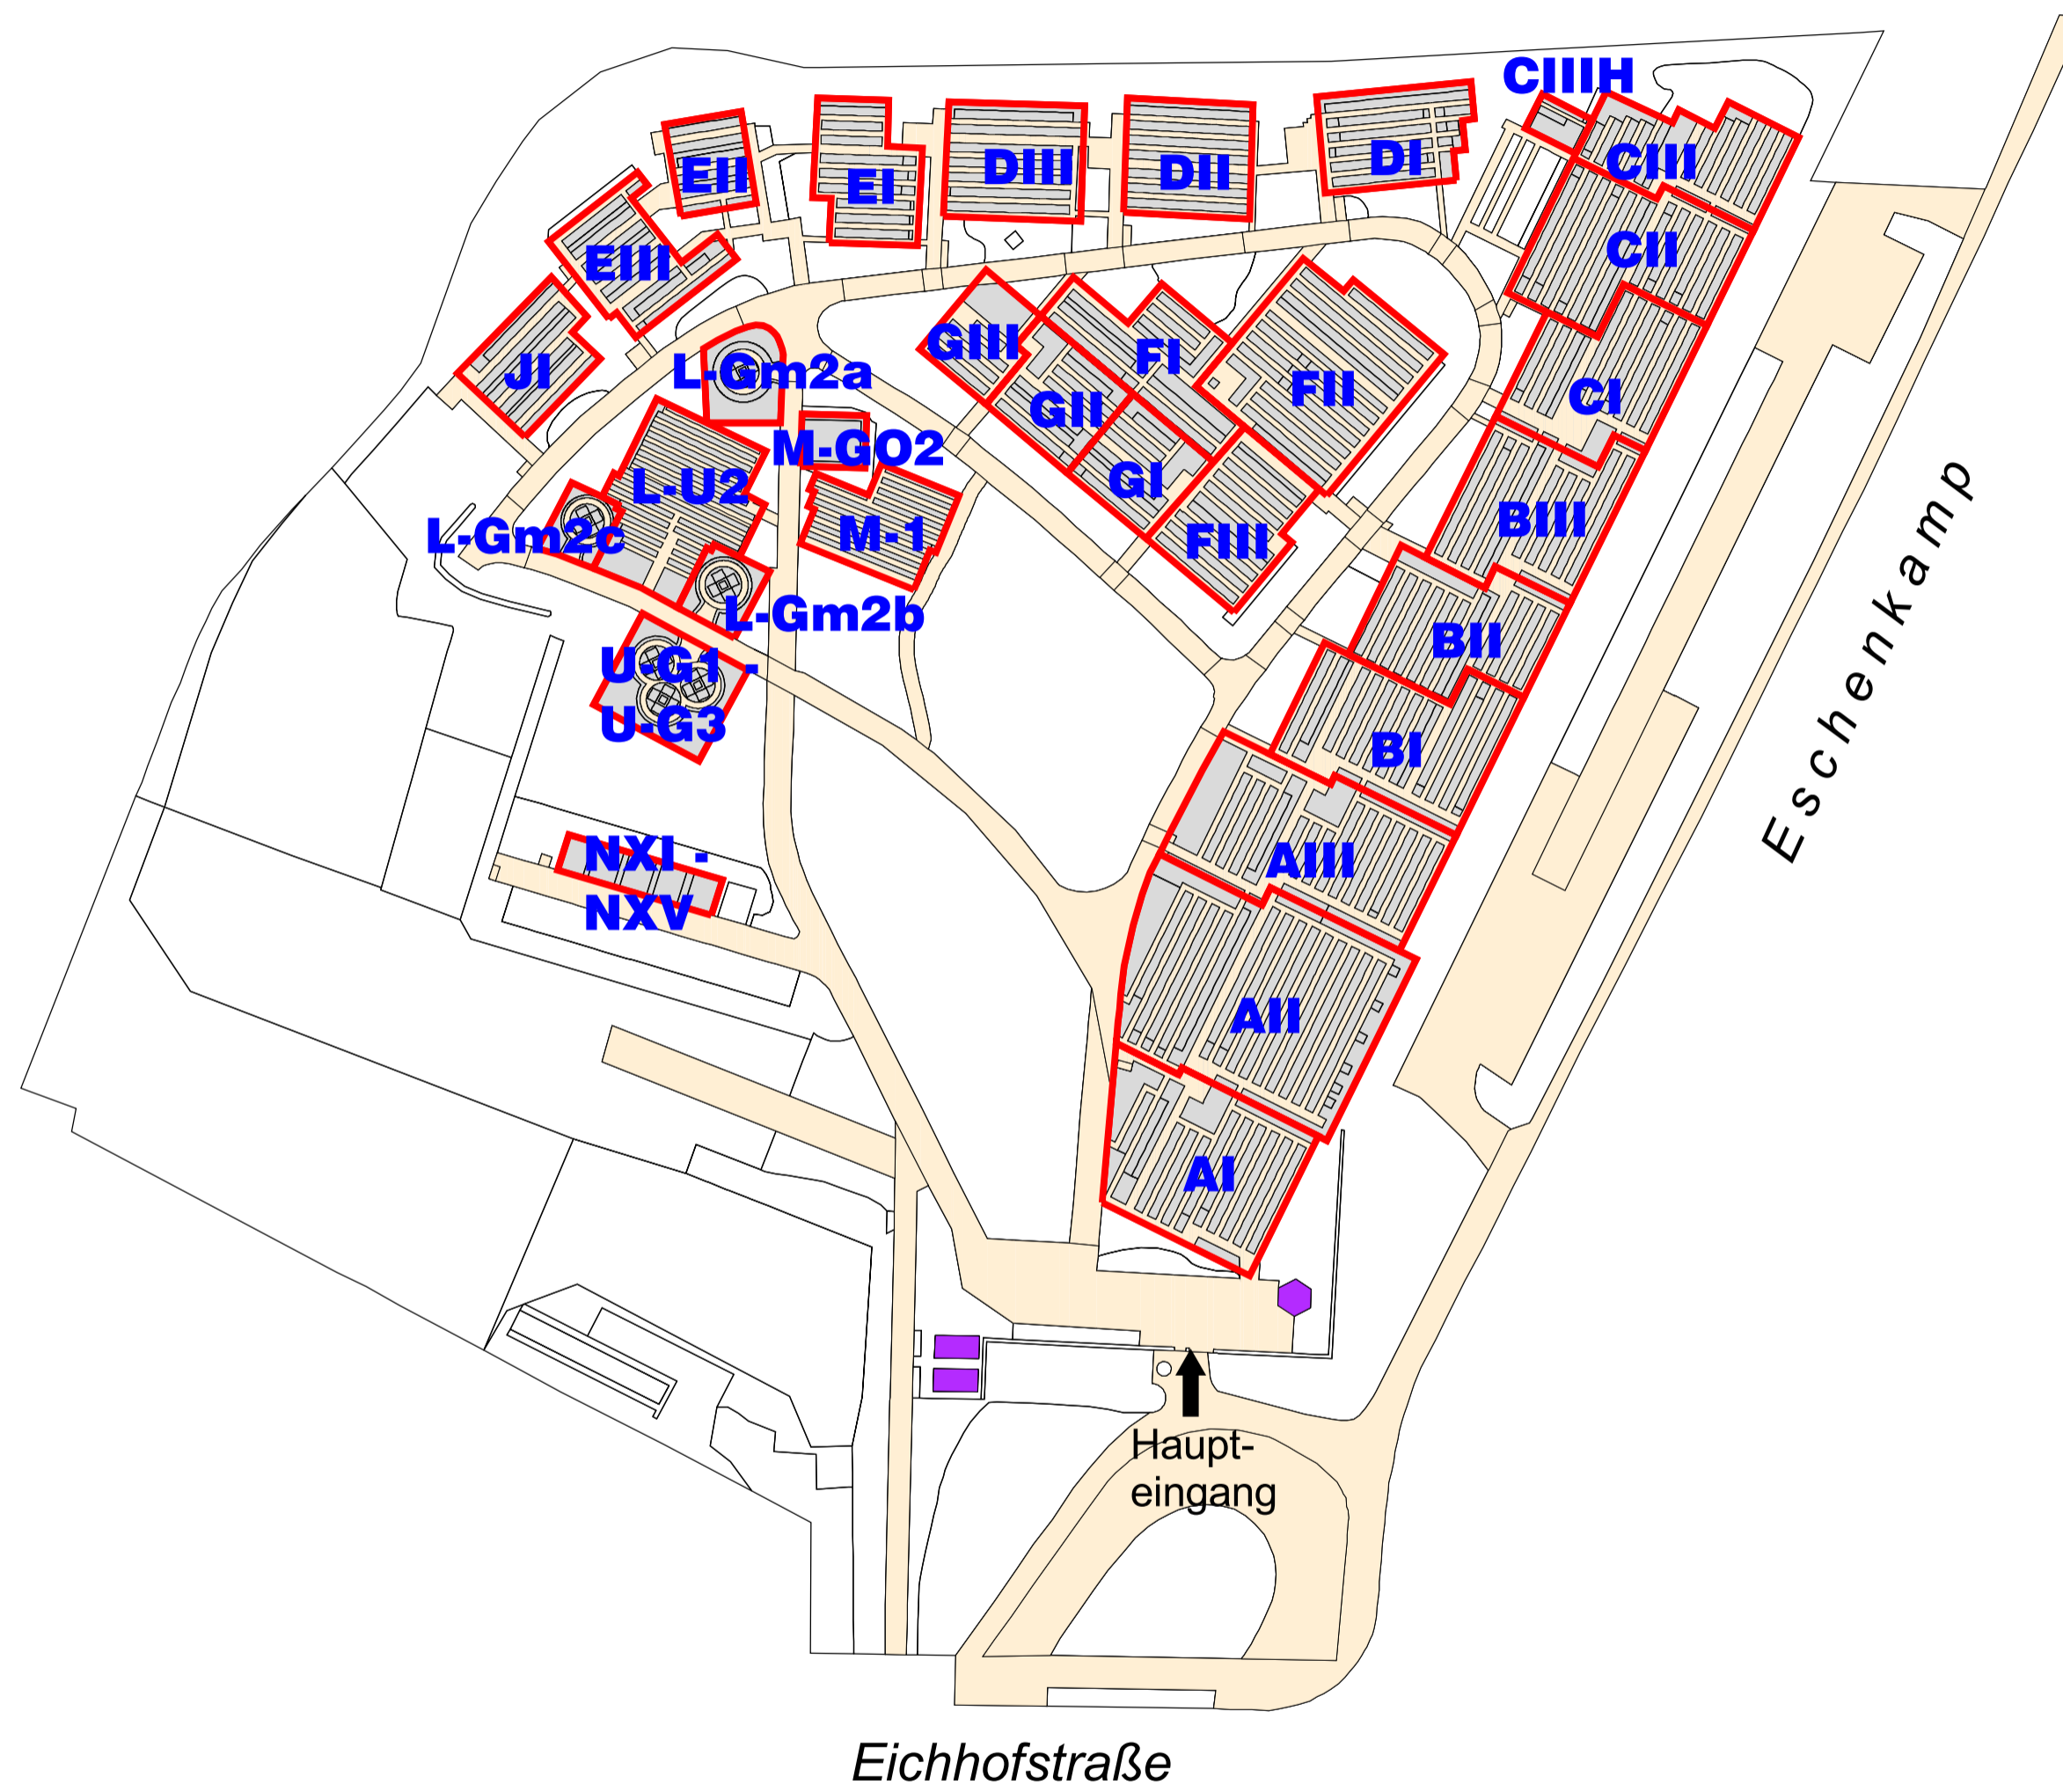 CIIIH
CIII
DI
DII
DIII
EI
EII
EIII
CII
JI
L-Gm2a
GIII
FI
FII
CI
GII
M-GO2
GI
L-U2
L-Gm2c
M-1
FIII
BIII
L-Gm2b
BII
U-G1 -
U-G3
BI
Eschenkamp
NXI -
NXV
AIII
AII
AI
Haupt-
eingang
Eichhofstraße